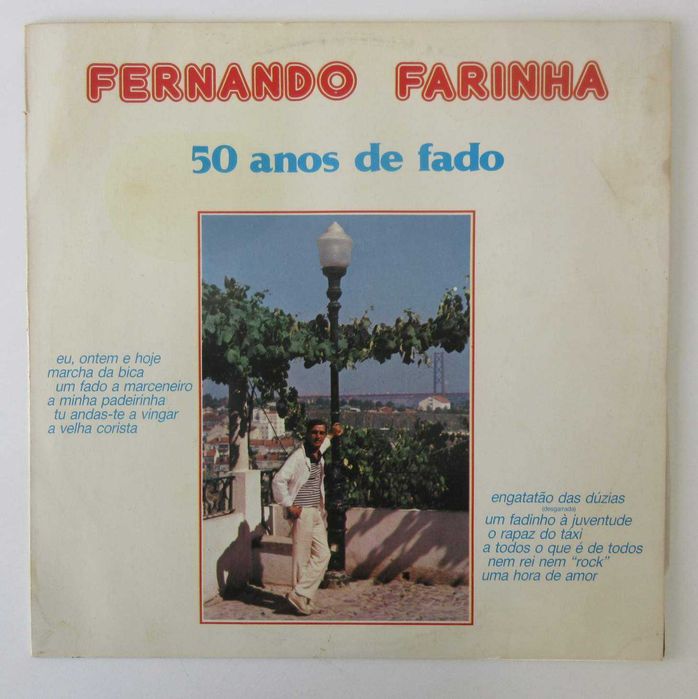 FERNANDO FARINHA
50 anos de fado
eu, ontem e hoje
marcha da bica
um fado a marceneiro
a minha padeirinha
tu andas-te a vingar
a velha corista
engatatão das dúzias
(desgarrada)
um fadinho à juventude
o rapaz do táxi
a todos o que é de todos
nem rei nem "rock"
uma hora de amor